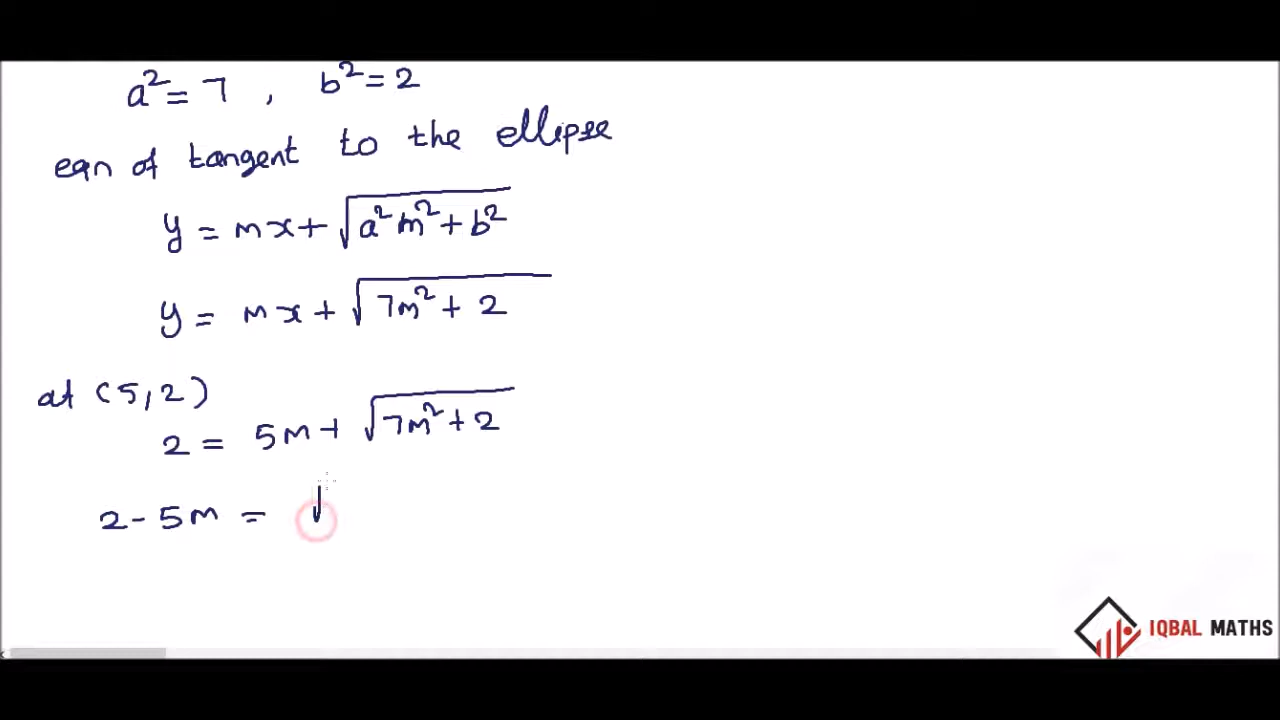 a² = 7 , b² = 2
eqn of tangent to the ellipse
y = mx + √(a²m² + b²)
y = mx + √(7m² + 2)
at (5,2)
2 = 5m + √(7m² + 2)
2 - 5m = √
IQBAL MATHS